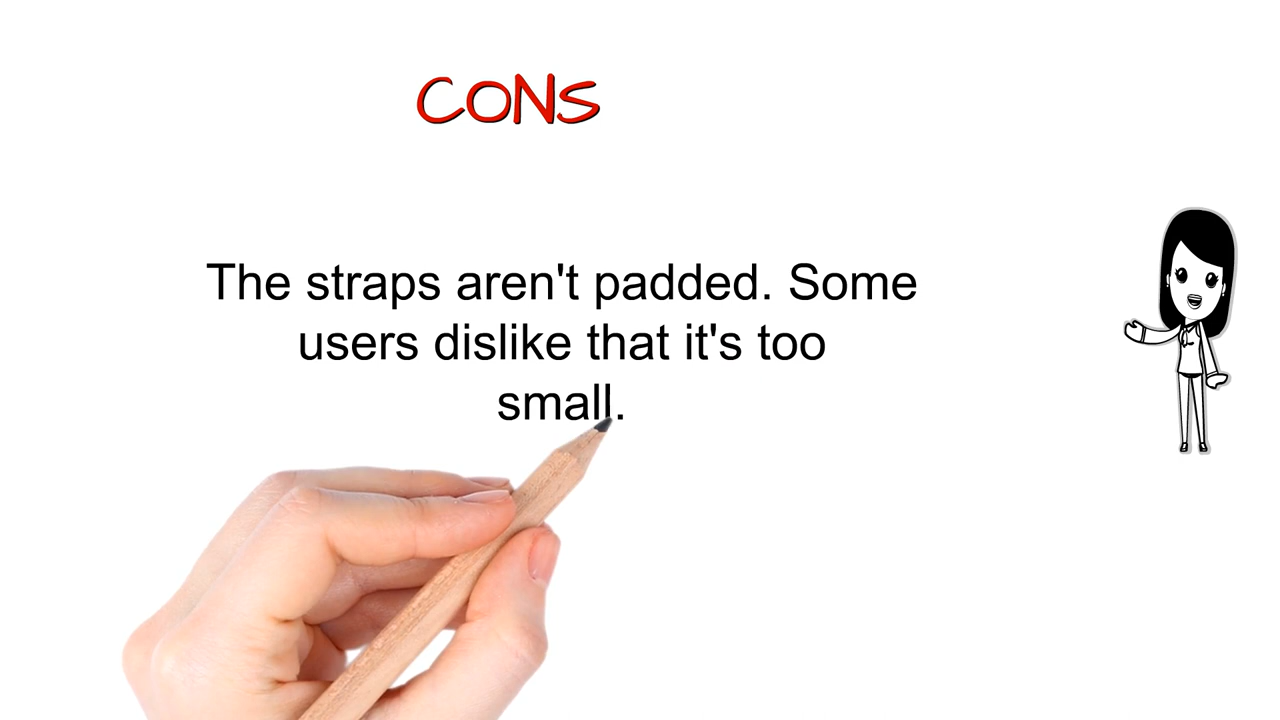 CONS
The straps aren't padded. Some
users dislike that it's too
small.